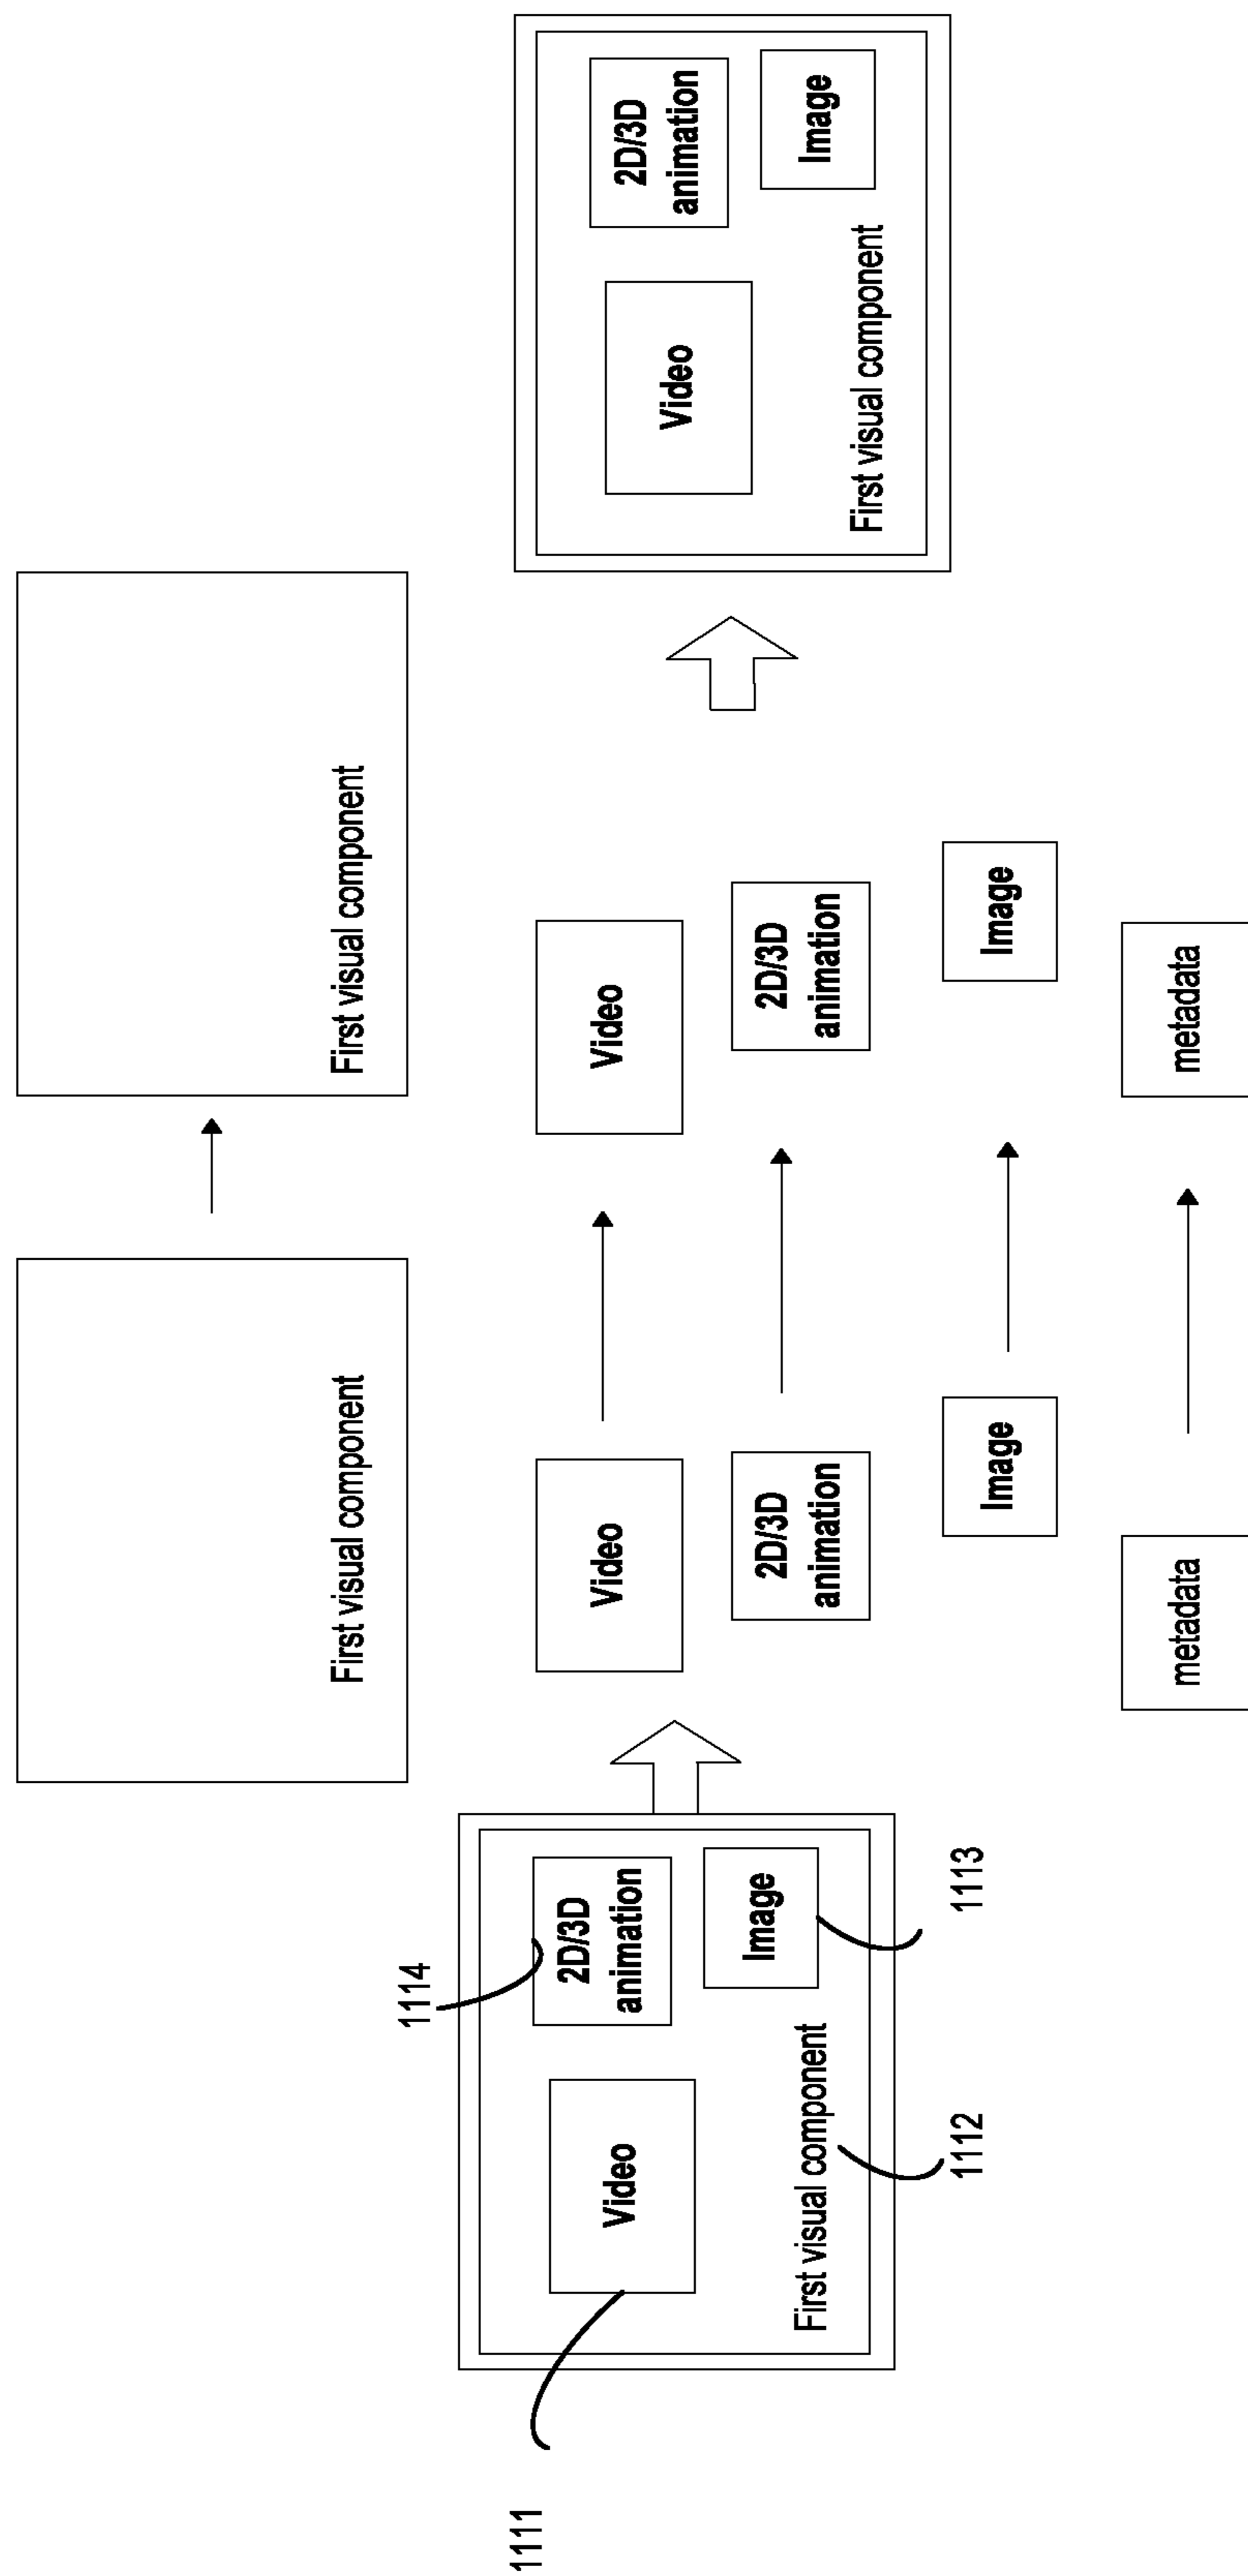 First visual component
First visual component
1114
2D/3D
animation
Video
Image
First visual component
1111
1112
1113
Video
Video
2D/3D
animation
2D/3D
animation
Image
Image
metadata
metadata
2D/3D
animation
Video
Image
First visual component